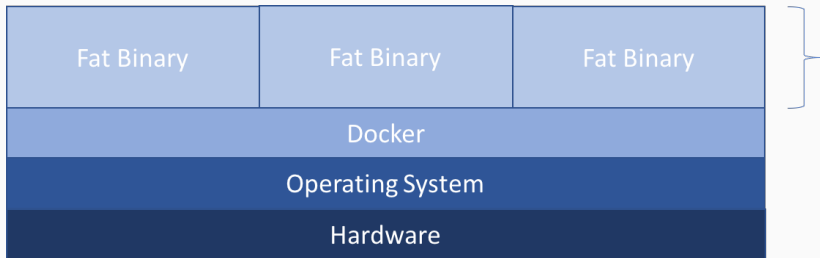 Fat Binary Fat Binary Fat Binary
Docker
Operating System
Hardware